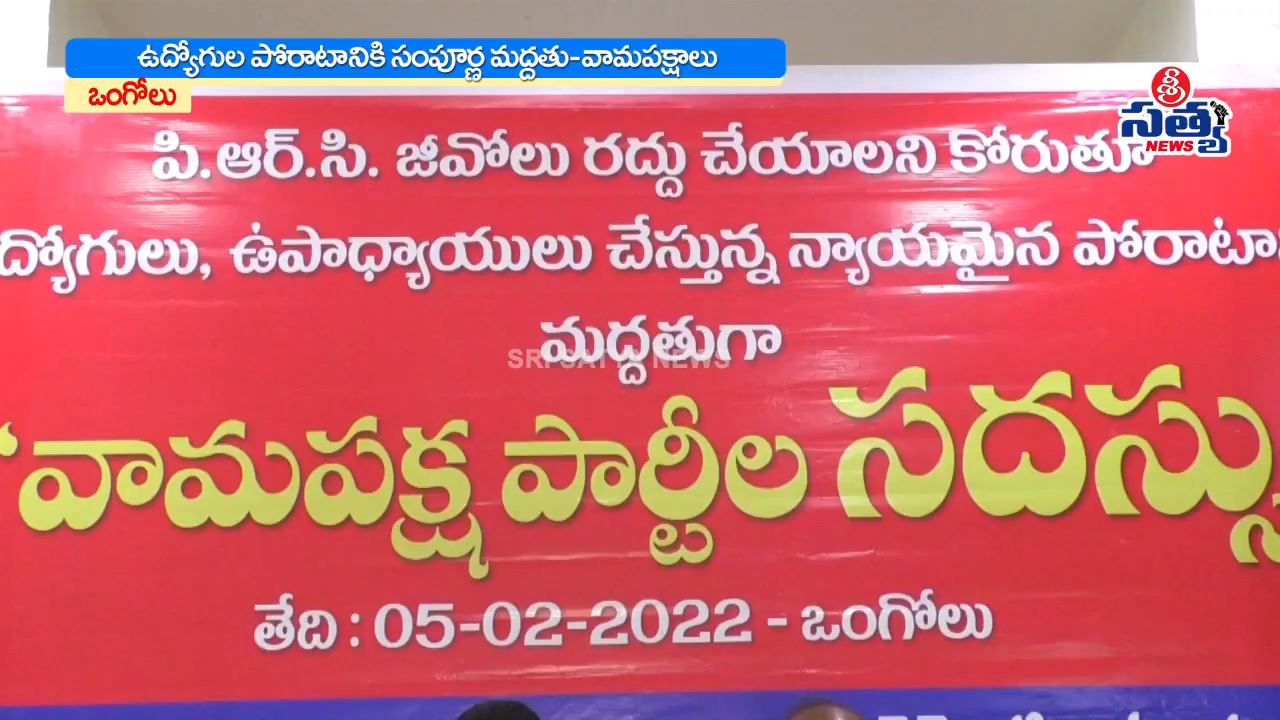 ఉద్యోగుల పోరాటానికి సంపూర్ణ మద్దతు-వామపక్షాలు
ఒంగోలు
శ్రీ
సత్య
NEWS
పి.ఆర్.సి. జీవోలు రద్దు చేయాలని కోరుతూ
ద్యోగులు, ఉపాధ్యాయులు చేస్తున్న న్యాయమైన పోరాటా
మద్దతుగా
SRI SATYA NEWS
‘వామపక్ష పార్టీల సదస్సు
తేది : 05-02-2022 - ఒంగోలు